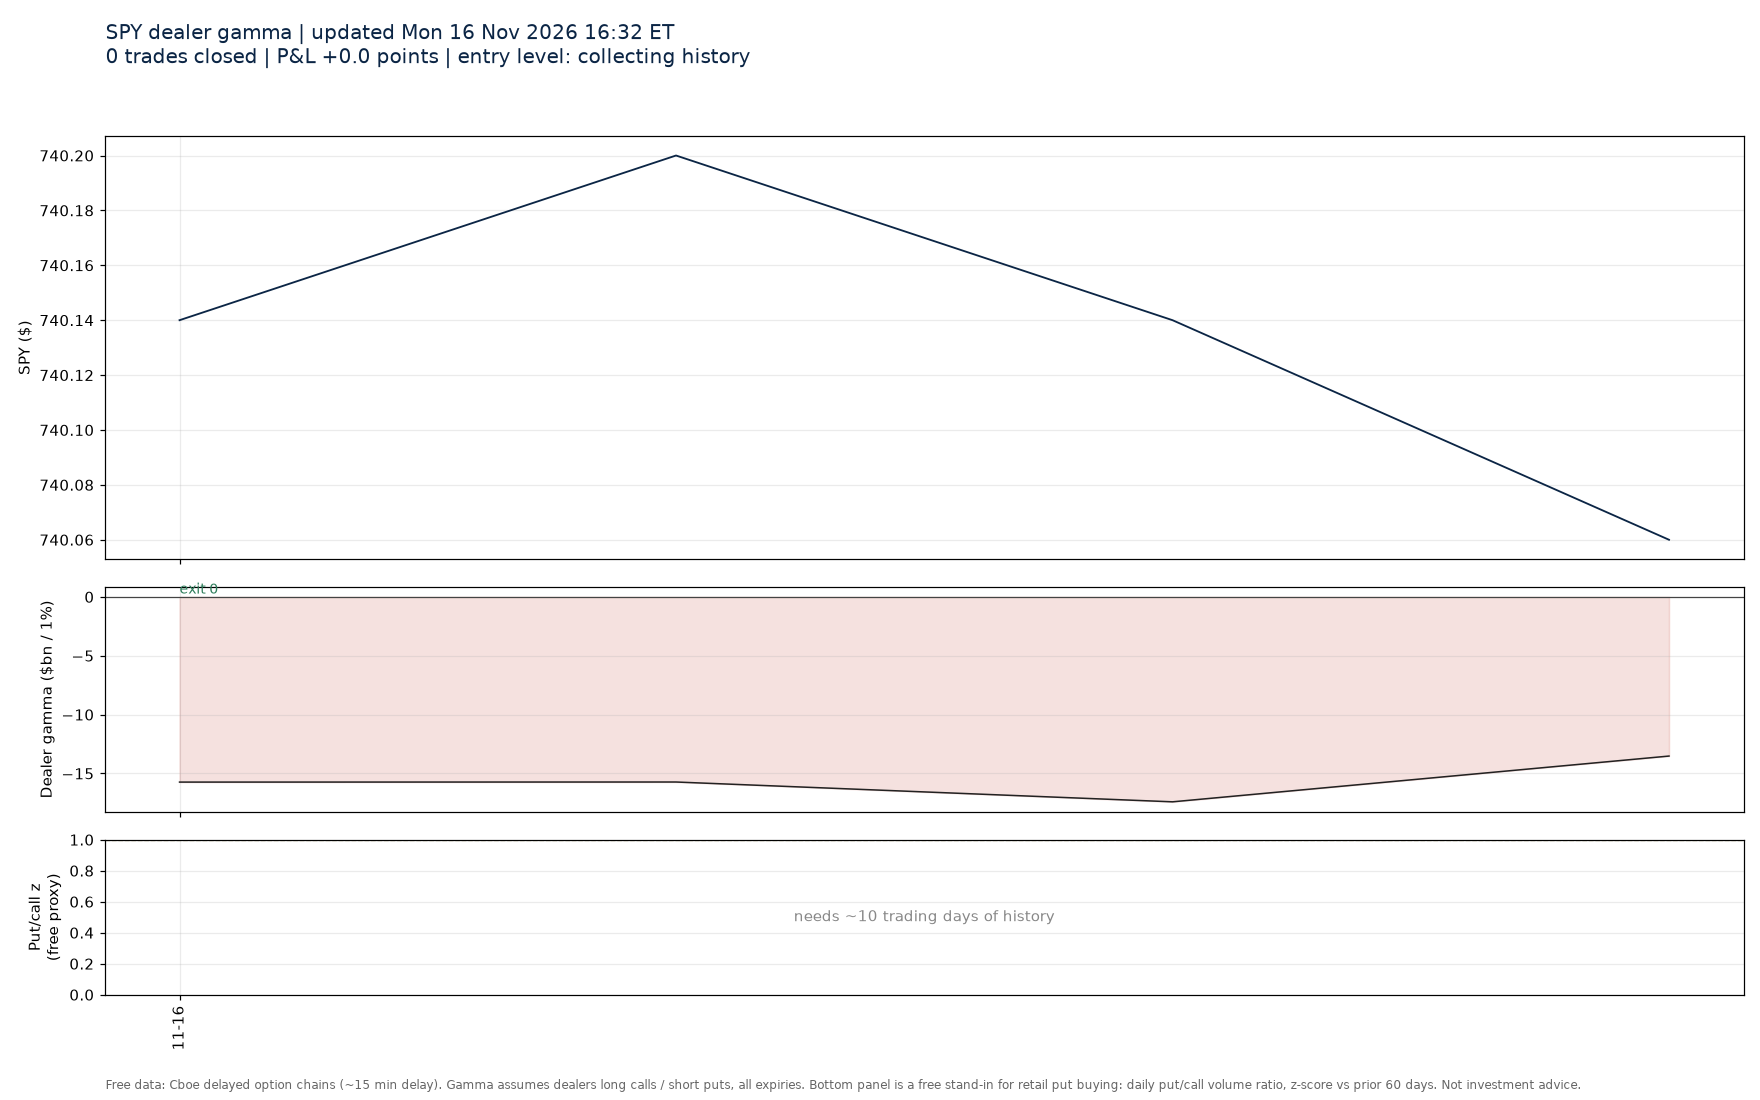 SPY dealer gamma | updated Mon 16 Nov 2026 16:32 ET
0 trades closed | P&L +0.0 points | entry level: collecting history
740.20
740.18
740.16
740.14
740.12
740.10
740.08
740.06
SPY ($)
exit 0
0
−5
−10
−15
Dealer gamma ($bn / 1%)
1.0
0.8
0.6
0.4
0.2
0.0
Put/call z
(free proxy)
needs ~10 trading days of history
11-16
Free data: Cboe delayed option chains (~15 min delay). Gamma assumes dealers long calls / short puts, all expiries. Bottom panel is a free stand-in for retail put buying: daily put/call volume ratio, z-score vs prior 60 days. Not investment advice.